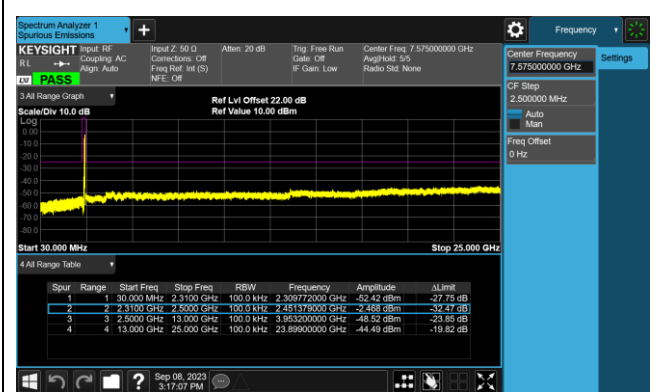 Spectrum Analyzer 1
Spurious Emissions
Frequency
KEYSIGHT
Input: RF
Coupling: AC
Align: Auto
Input Z: 50 Ω
Corrections: Off
Freq Ref: Int (S)
NFE: Off
Atten: 20 dB
Trig: Free Run
Gate: Off
IF Gain: Low
Center Freq: 7.575000000 GHz
Avg|Hold: 5/5
Radio Std: None
RL
LXI
PASS
Center Frequency
7.575000000 GHz
Settings
CF Step
2.500000 MHz
Auto
Man
Freq Offset
0 Hz
3 All Range Graph
Scale/Div 10.0 dB
Ref Lvl Offset 22.00 dB
Ref Value 10.00 dBm
Log
0.00
-10.0
-20.0
-30.0
-40.0
-50.0
-60.0
-70.0
-80.0
Start 30.000 MHz
Stop 25.000 GHz
4 All Range Table
Spur Range Start Freq Stop Freq RBW Frequency Amplitude ΔLimit
1 1 30.000 MHz 2.3100 GHz 100.0 kHz 2.309772000 GHz -52.42 dBm -27.75 dB
2 2 2.3100 GHz 2.5000 GHz 100.0 kHz 2.451379000 GHz -2.468 dBm -32.47 dB
3 3 2.5000 GHz 13.000 GHz 100.0 kHz 3.953200000 GHz -48.52 dBm -23.85 dB
4 4 13.000 GHz 25.000 GHz 100.0 kHz 23.89900000 GHz -44.49 dBm -19.82 dB
?
Sep 08, 2023
3:17:07 PM